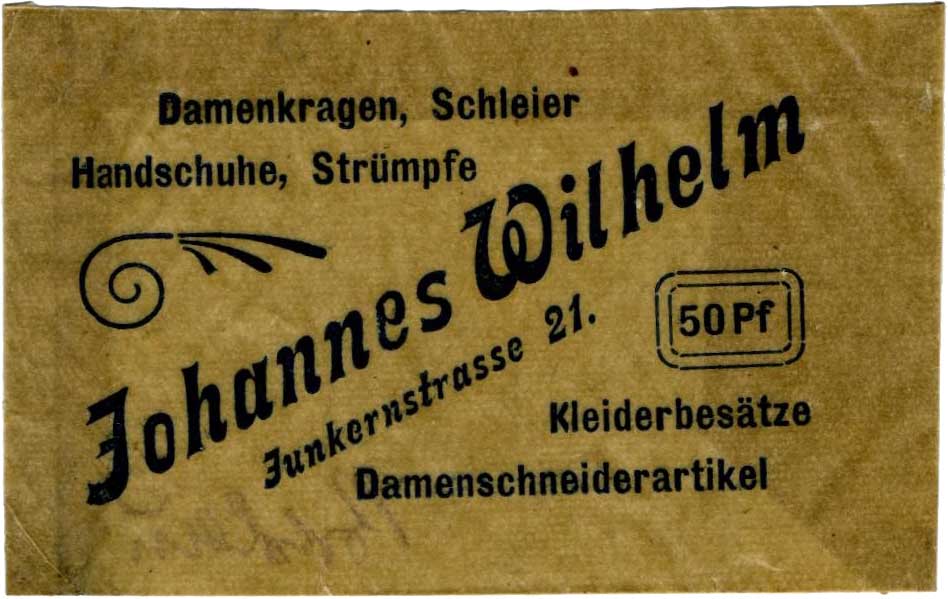 Damenkragen, Schleier
Handschuhe, Strümpfe
Johannes Wilhelm
Junkernstrasse 21.
50 Pf
Kleiderbesätze
Damenschneiderartikel